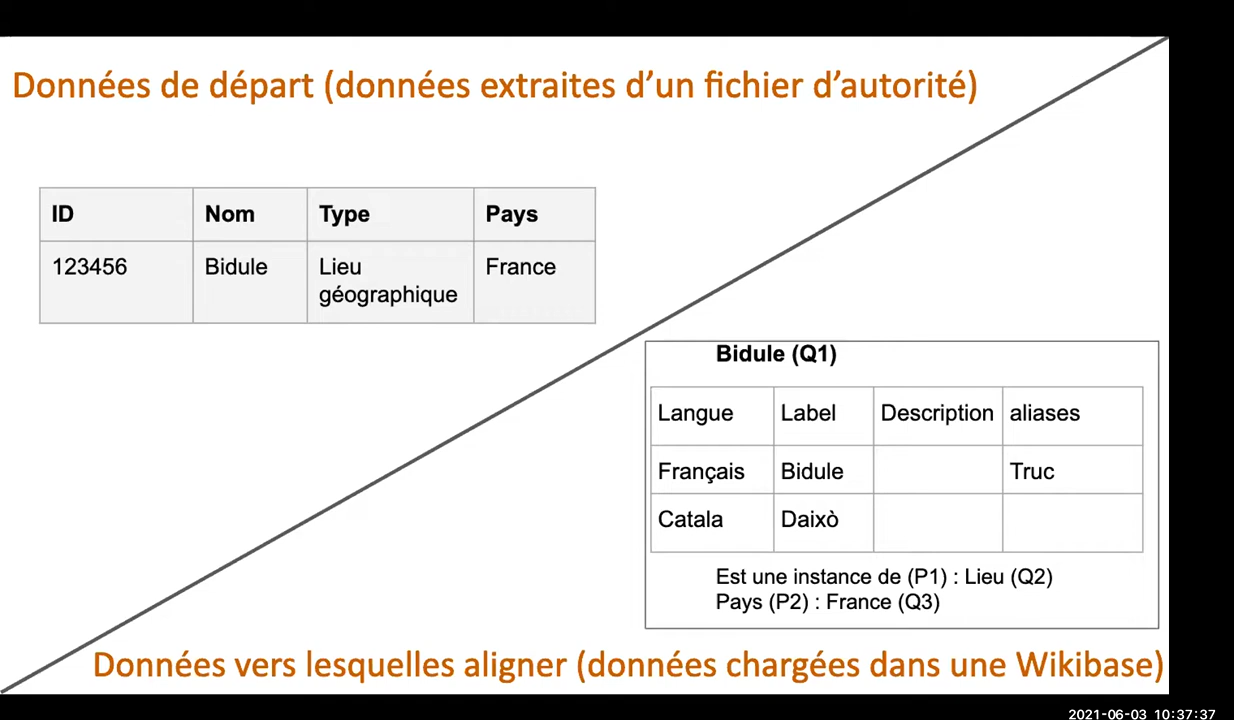 Données de départ (données extraites d’un fichier d’autorité)
ID Nom Type Pays
123456 Bidule Lieu France
géographique
Bidule (Q1)
Langue Label Description aliases
Français Bidule Truc
Catala Daixò
Est une instance de (P1) : Lieu (Q2)
Pays (P2) : France (Q3)
Données vers lesquelles aligner (données chargées dans une Wikibase)
2021-06-03 10:37:37